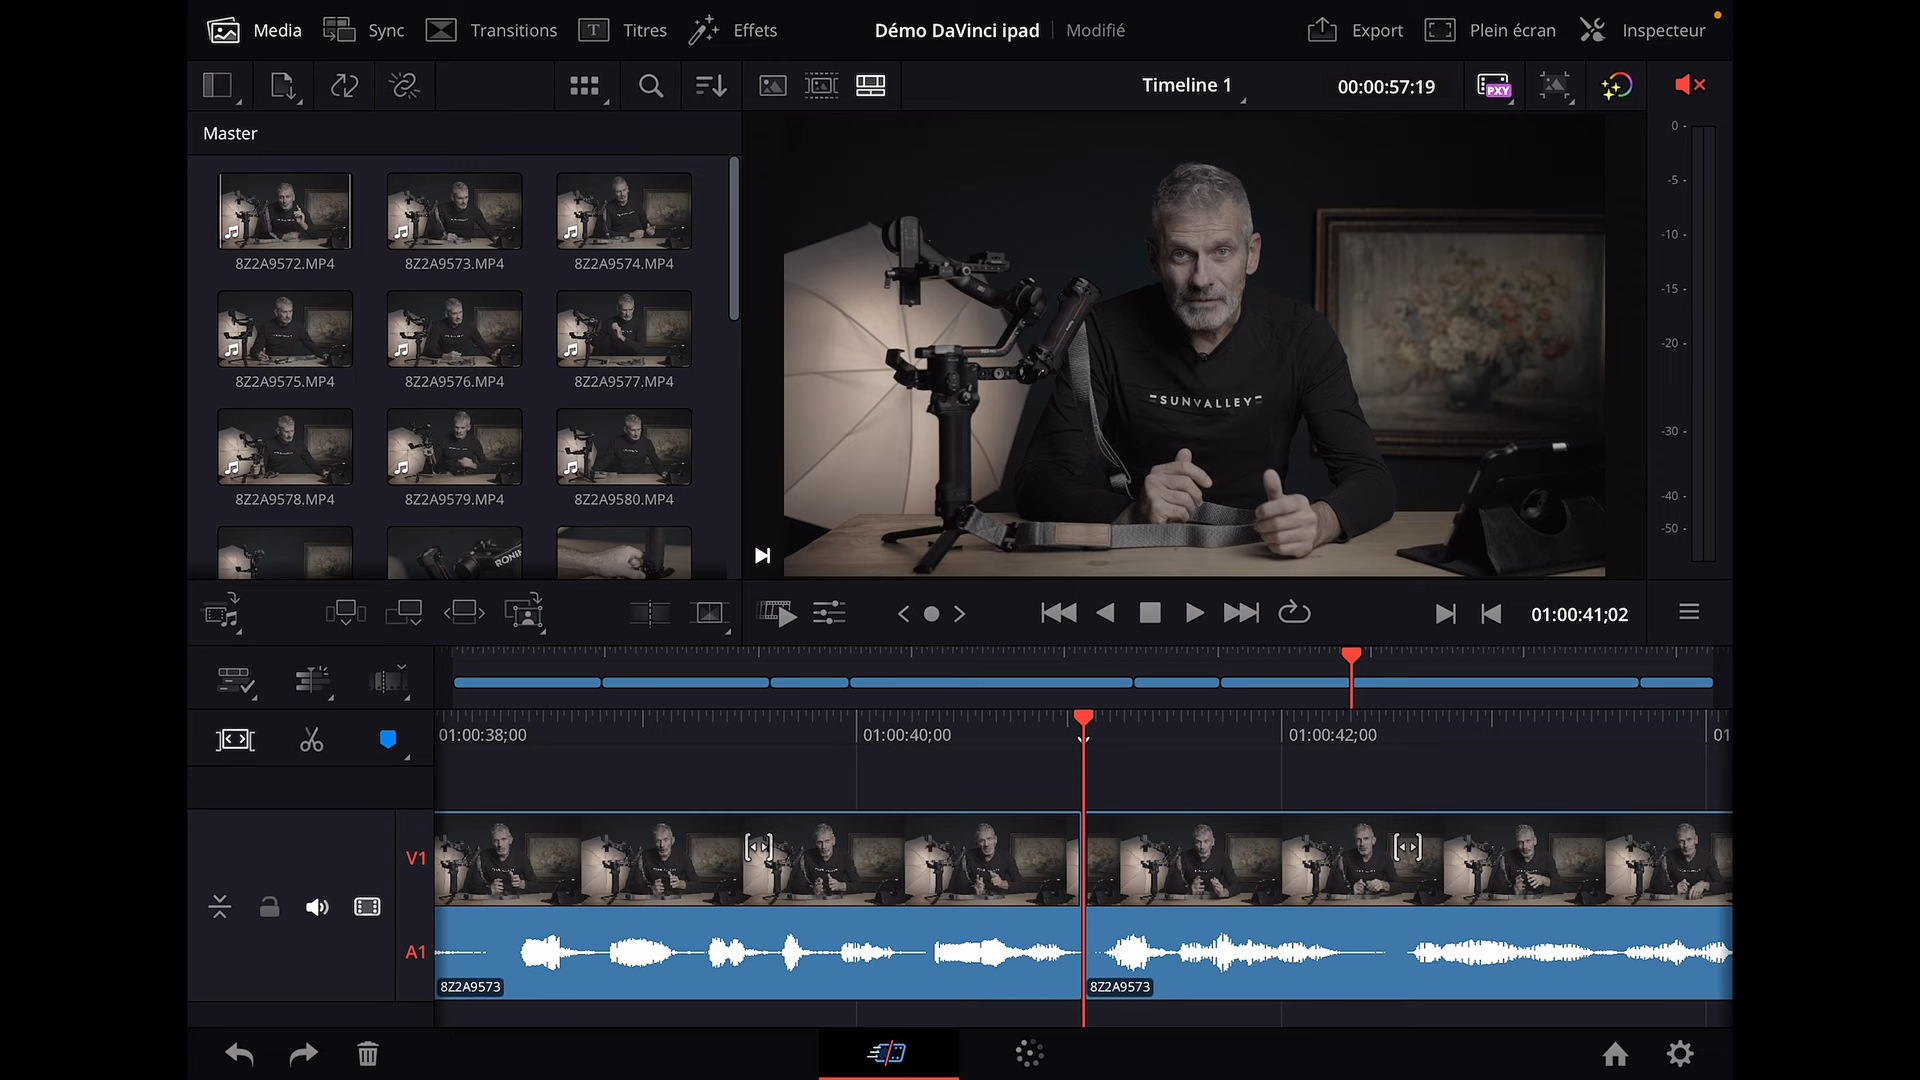 Media Sync Transitions Titres Effets Démo DaVinci ipad Modifié Export Plein écran Inspecteur
Timeline 1 00:00:57:19 PXY
Master
8Z2A9572.MP4 8Z2A9573.MP4 8Z2A9574.MP4
8Z2A9575.MP4 8Z2A9576.MP4 8Z2A9577.MP4
8Z2A9578.MP4 8Z2A9579.MP4 8Z2A9580.MP4
RONI
SUNVALLEY
0
-5
-10
-15
-20
-30
-40
-50
01:00:41;02
01:00:38;00 01:00:40;00 01:00:42;00 01
V1
A1
8Z2A9573 8Z2A9573